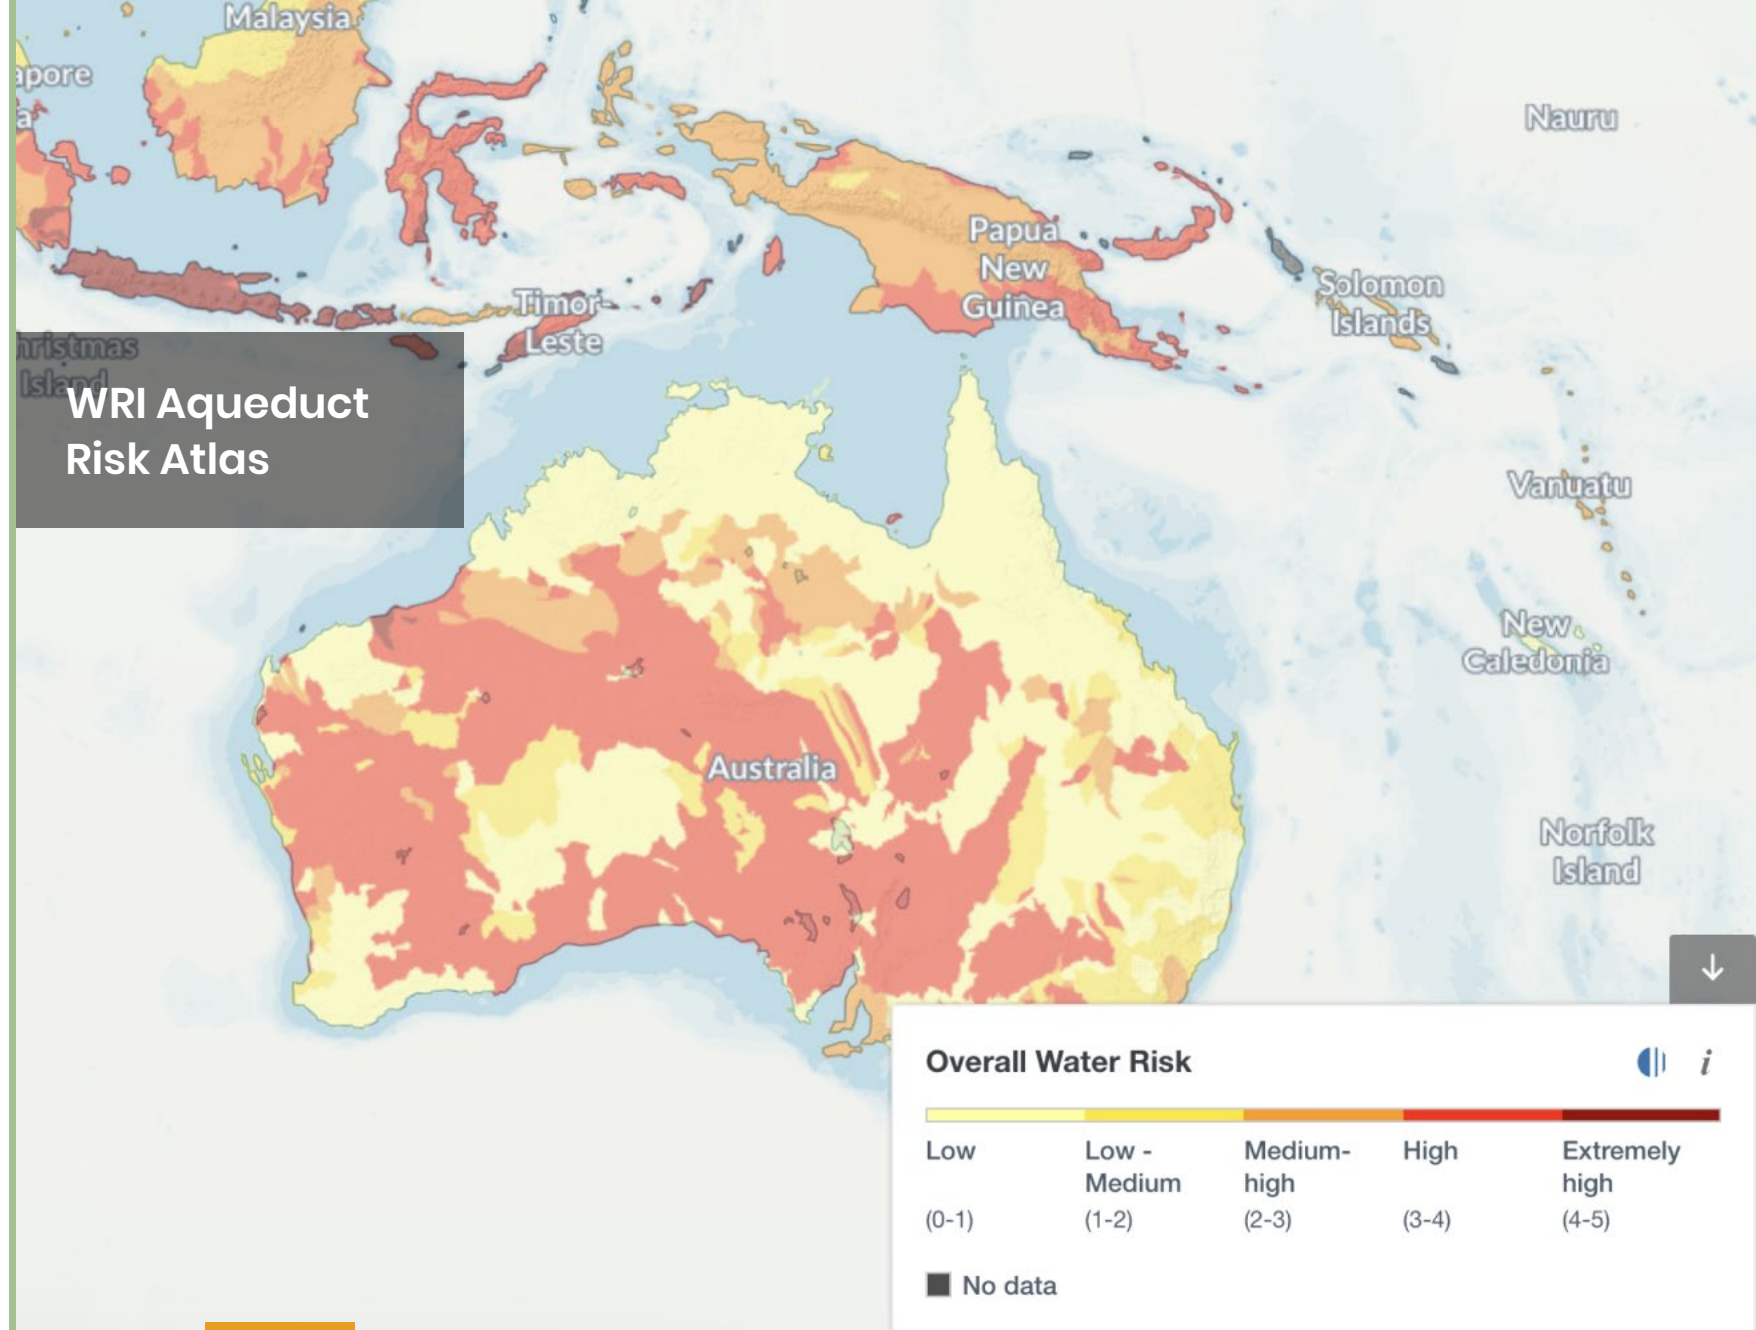 Malaysia
apore
a
Nauru
Papua
New
Guinea
Solomon
Islands
Timor-
Leste
hristmas
Island
WRI Aqueduct
Risk Atlas
Vanuatu
New
Caledonia
Australia
Norfolk
Island
Overall Water Risk
i
Low
Low -
Medium
Medium-
high
High
Extremely
high
(0-1)
(1-2)
(2-3)
(3-4)
(4-5)
No data